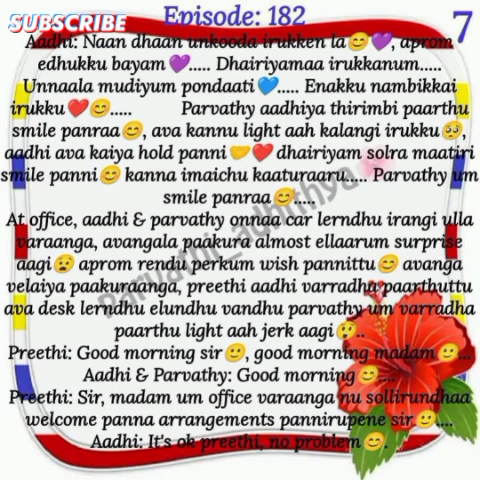 SUBSCRIBE
Episode: 182
7
Aadhi: Naan dhaan unkooda irukken la😊💜, aprom
edhukku bayam💜..... Dhairiyamaa irukkanum.....
Unnaala mudiyum pondaati💙..... Enakku nambikkai
irukku❤️😊..... Parvathy aadhiya thirimbi paarthu
smile panraa😊, ava kannu light aah kalangi irukku🥺,
aadhi ava kaiya hold panni🤝❤️ dhairiyam solra maatiri
smile panni😊 kanna imaichu kaaturaaru..... Parvathy um
smile panraa😊.....
At office, aadhi & parvathy onnaa car lerndhu irangi ulla
varaanga, avangala paakura almost ellaarum surprise
aagi😧 aprom rendu perkum wish pannittu😊 avanga
velaiya paakuraanga, preethi aadhi varradha paarthuttu
ava desk lerndhu elundhu vandhu parvathy um varradha
paarthu light aah jerk aagi😲..
Preethi: Good morning sir🙂, good morning madam🙂....
Aadhi & Parvathy: Good morning😊....
Preethi: Sir, madam um office varaanga nu sollirundhaa
welcome panna arrangements pannirupene sir🙂....
Aadhi: It's ok preethi, no problem😊.